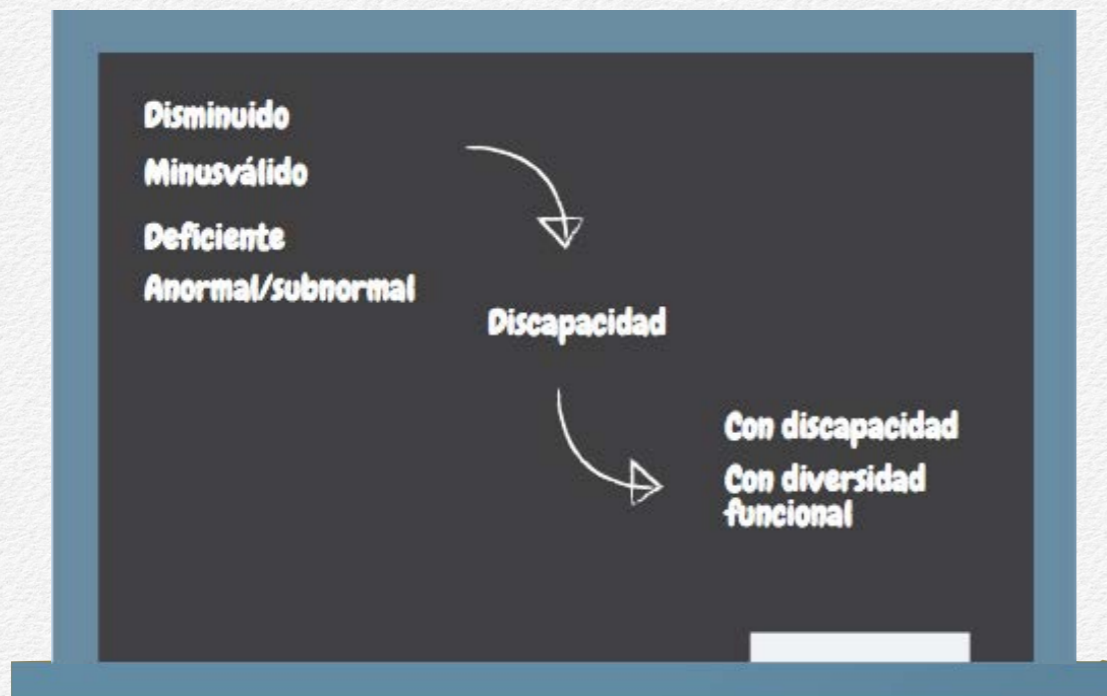 Disminuido
Minusválido
Deficiente
Anormal/subnormal
Discapacidad
Con discapacidad
Con diversidad
funcional